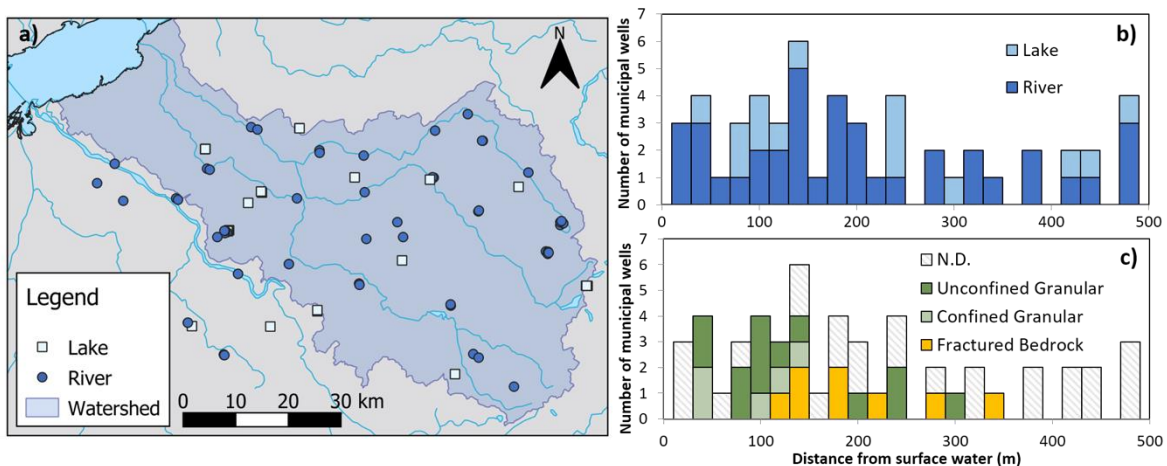 a)
N
Legend
Lake
River
Watershed
0 10 20 30 km
b)
Number of municipal wells
7
6
5
4
3
2
1
0
Lake
River
0 100 200 300 400 500
c)
Number of municipal wells
7
6
5
4
3
2
1
0
N.D.
Unconfined Granular
Confined Granular
Fractured Bedrock
0 100 200 300 400 500
Distance from surface water (m)